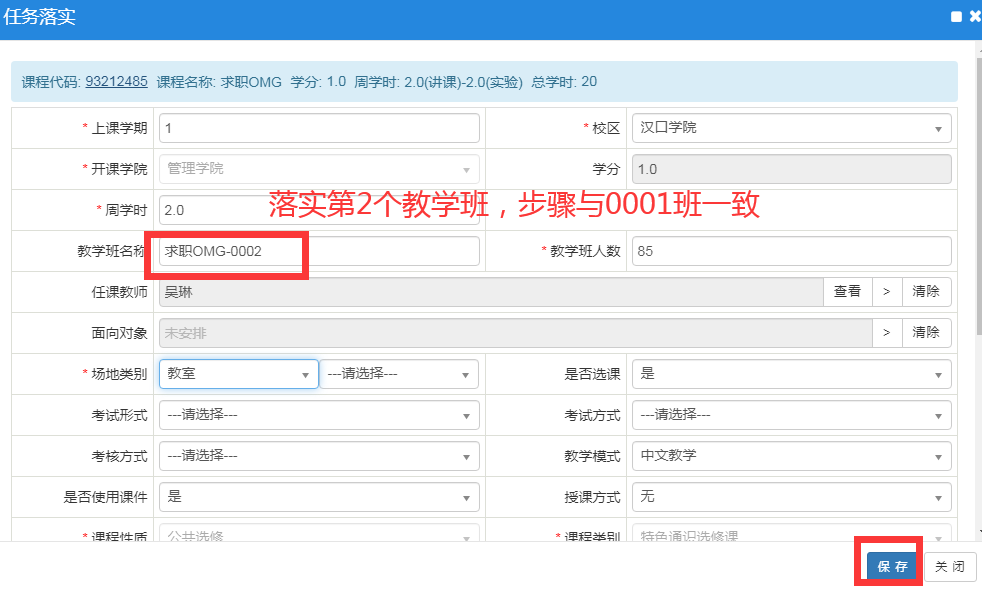 任务落实
课程代码: 93212485 课程名称: 求职OMG 学分: 1.0 周学时: 2.0(讲课)-2.0(实验) 总学时: 20
* 上课学期 1 * 校区 汉口学院
* 开课学院 管理学院 学分 1.0
* 周学时 2.0 落实第2个教学班，步骤与0001班一致
教学班名称 求职OMG-0002 * 教学班人数 85
任课教师 吴琳 查看 > 清除
面向对象 未安排 > 清除
* 场地类别 教室 ---请选择--- 是否选课 是
考试形式 ---请选择--- 考试方式 ---请选择---
考核方式 ---请选择--- 教学模式 中文教学
是否使用课件 是 授课方式 无
* 课程性质 公共选修 * 课程类别 特色通识选修课
保 存 关 闭